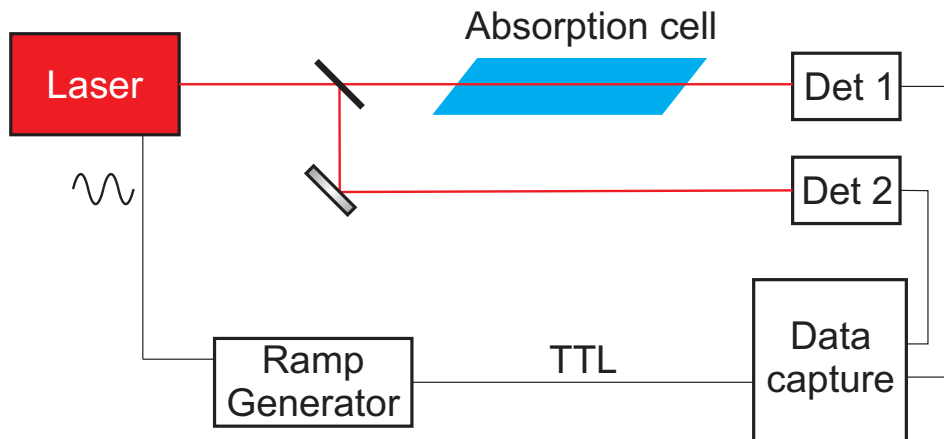 Absorption cell
Laser
Det 1
Det 2
Ramp
Generator
TTL
Data
capture